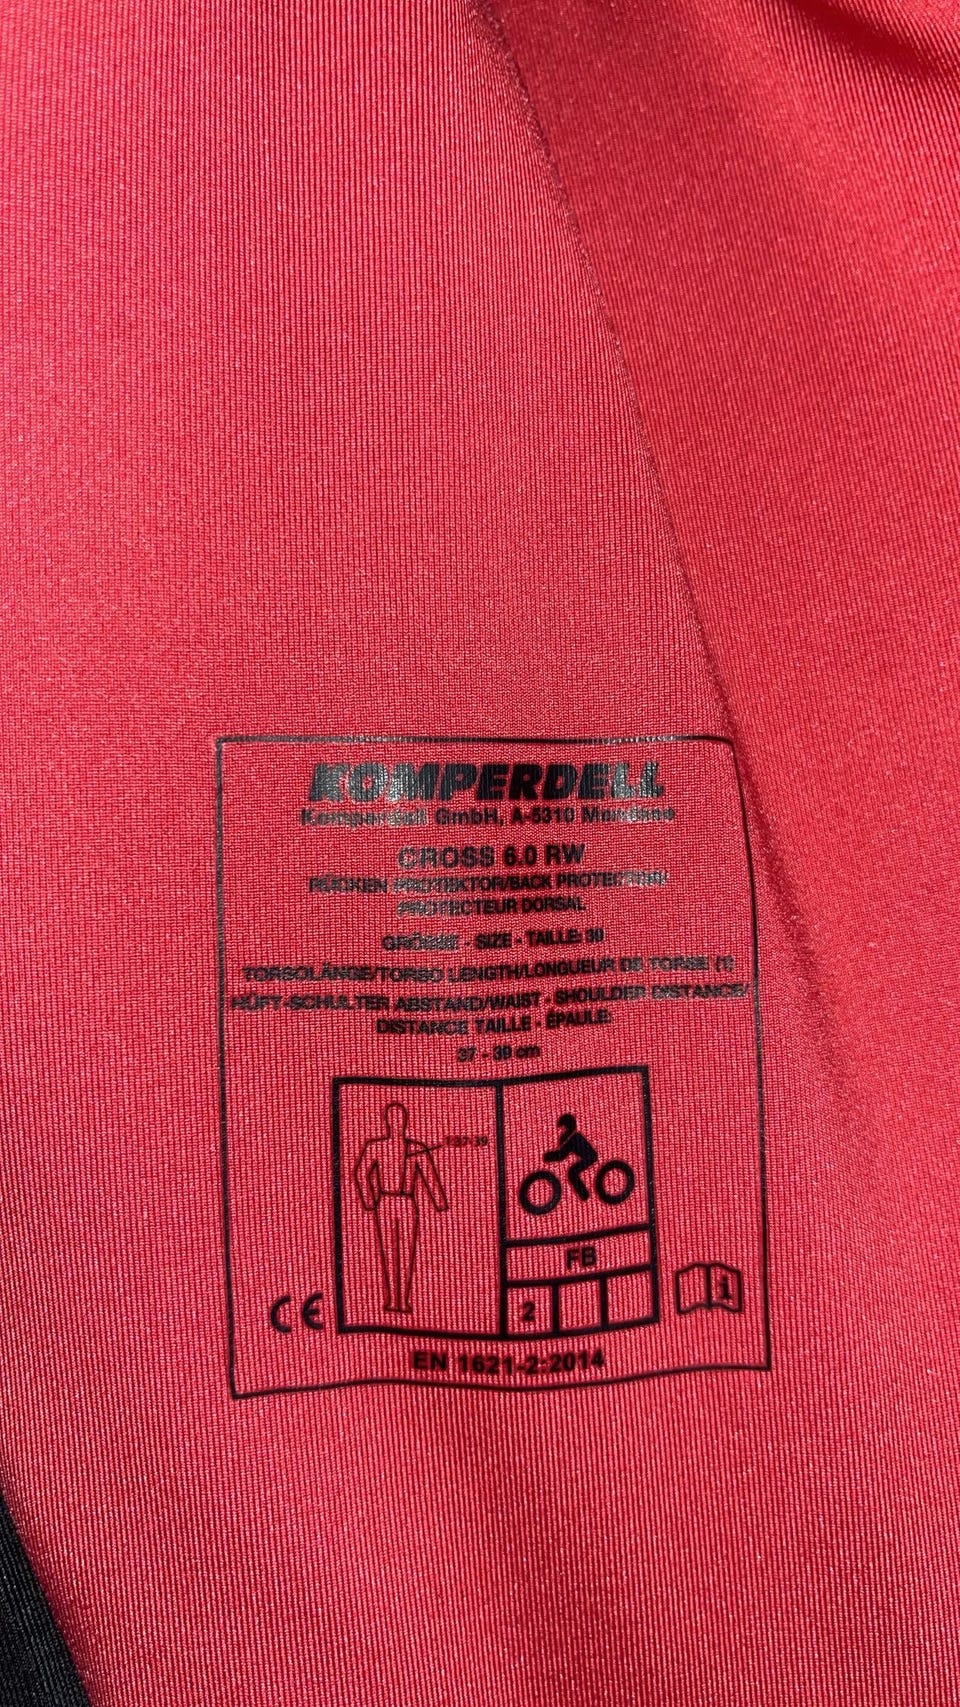 KOMPERDELL
Komperdell GmbH, A-5310 Mondsee
CROSS 6.0 RW
RÜCKEN PROTEKTOR/BACK PROTECTION/
PROTECTEUR DORSAL
GRÖSSE - SIZE - TAILLE:
TORSOLÄNGE/TORSO LENGTH/LONGUEUR DE TORSE (1)
HÜFT-SCHULTER ABSTAND/WAIST - SHOULDER DISTANCE/
DISTANCE TAILLE - ÉPAULE:
37 - 39 cm
37-39
FB
2
i
CE
EN 1621-2:2014